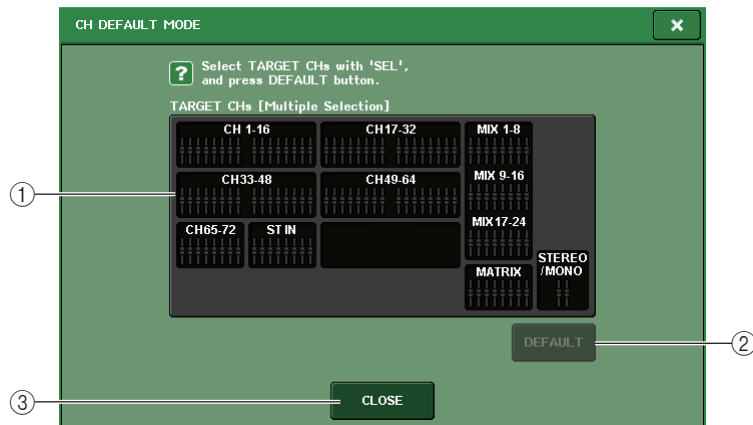 CH DEFAULT MODE
×
? Select TARGET CHs with 'SEL',
and press DEFAULT button.
TARGET CHs [Multiple Selection]
CH 1-16
CH17-32
MIX 1-8
CH33-48
CH49-64
MIX 9-16
CH65-72
ST IN
MIX17-24
MATRIX
STEREO
/MONO
DEFAULT
CLOSE
1
2
3